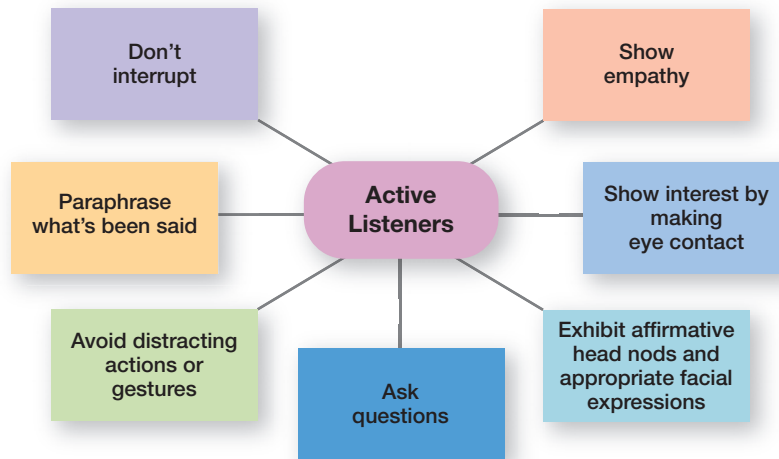 Don’t
interrupt
Show
empathy
Paraphrase
what’s been said
Active
Listeners
Show interest by
making
eye contact
Avoid distracting
actions or
gestures
Ask
questions
Exhibit affirmative
head nods and
appropriate facial
expressions